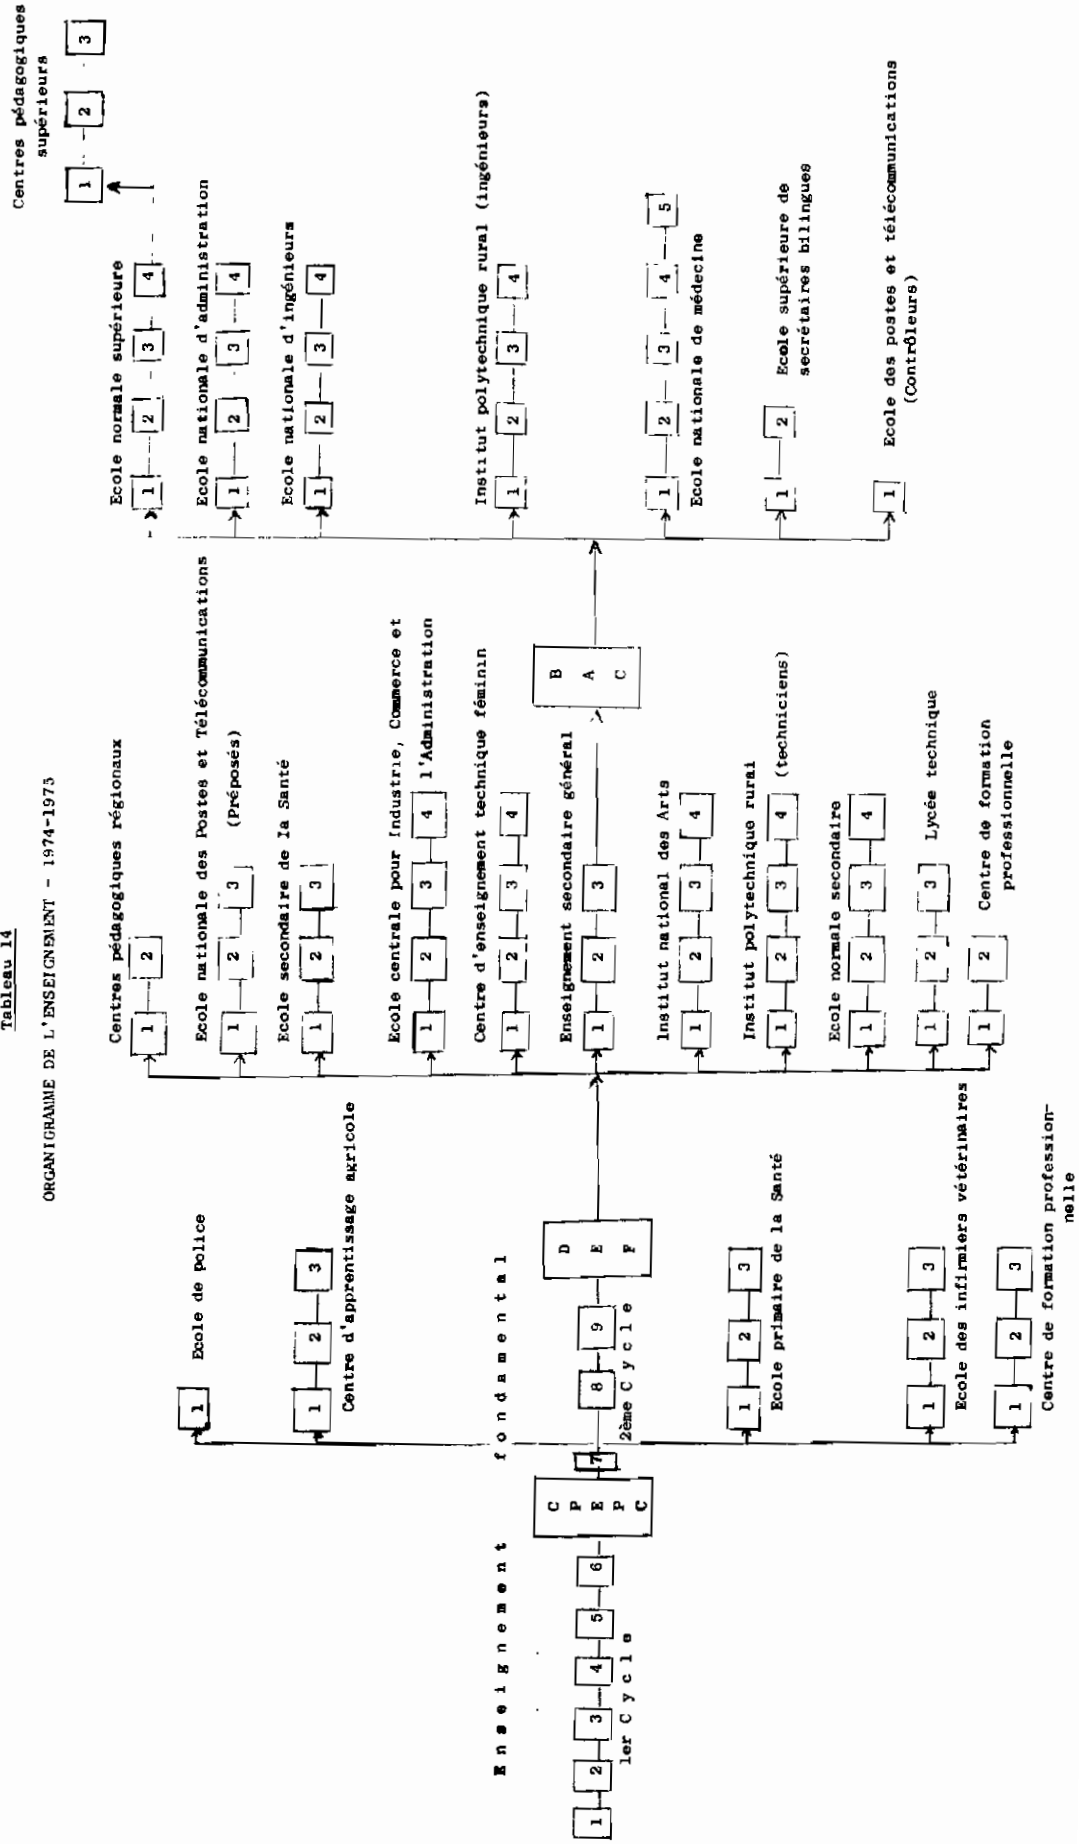 Tableau 14
ORGANIGRAMME DE L'ENSEIGNEMENT - 1974-1975
Centres pédagogiques
supérieurs
1 2 3
Ecole normale supérieure
1 2 3 4
Ecole nationale d'administration
1 2 3 4
Ecole nationale d'ingénieurs
1 2 3 4
Institut polytechnique rural (ingénieurs)
1 2 3 4
1 2 3 4 5
Ecole nationale de médecine
1 2
Ecole supérieure de
secrétaires bilingues
1
Ecole des postes et télécommunications
(Contrôleurs)
Centres pédagogiques régionaux
1 2
Ecole nationale des Postes et Télécommunications
1 2 3 (Préposés)
Ecole secondaire de la Santé
1 2 3
Ecole centrale pour Industrie, Commerce et
1 2 3 4 l'Administration
Centre d'enseignement technique féminin
1 2 3 4
Enseignement secondaire général
1 2 3
B
A
C
Institut national des Arts
1 2 3 4
Institut polytechnique rural
1 2 3 4 (techniciens)
Ecole normale secondaire
1 2 3 4
1 2 3 Lycée technique
1 2
Centre de formation
professionnelle
1 Ecole de police
1 2 3
Centre d'apprentissage agricole
Enseignement fondamental
1 2 3 4 5 6
C
P
E
P
C
7 8 9
D
E
F
1er Cycle
2ème Cycle
1 2 3
Ecole primaire de la Santé
1 2 3
Ecole des infirmiers vétérinaires
1 2 3
Centre de formation profession-
nelle